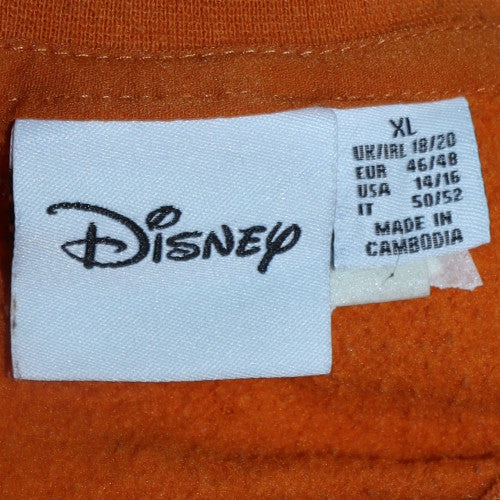 Disney
XL
UK/IRL 18/20
EUR 46/48
USA 14/16
IT 50/52
MADE IN
CAMBODIA